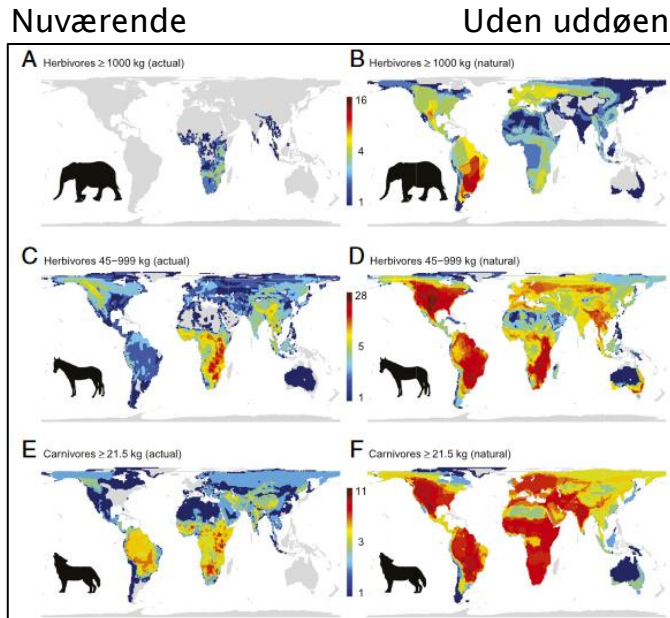 Nuværende
Uden uddøen
A Herbivores ≥ 1000 kg (actual)
B Herbivores ≥ 1000 kg (natural)
16
4
1
C Herbivores 45–999 kg (actual)
D Herbivores 45–999 kg (natural)
28
5
1
E Carnivores ≥ 21.5 kg (actual)
F Carnivores ≥ 21.5 kg (natural)
11
3
1